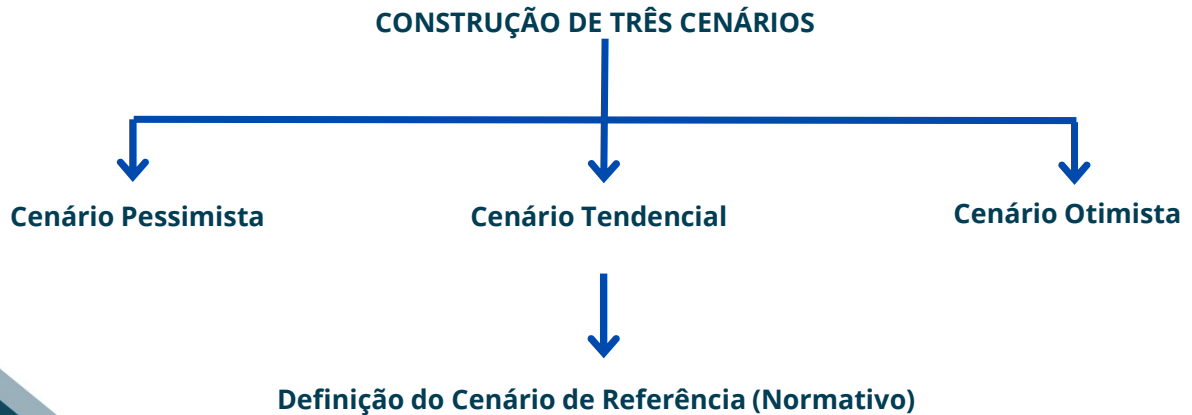 CONSTRUÇÃO DE TRÊS CENÁRIOS
Cenário Pessimista
Cenário Tendencial
Cenário Otimista
Definição do Cenário de Referência (Normativo)